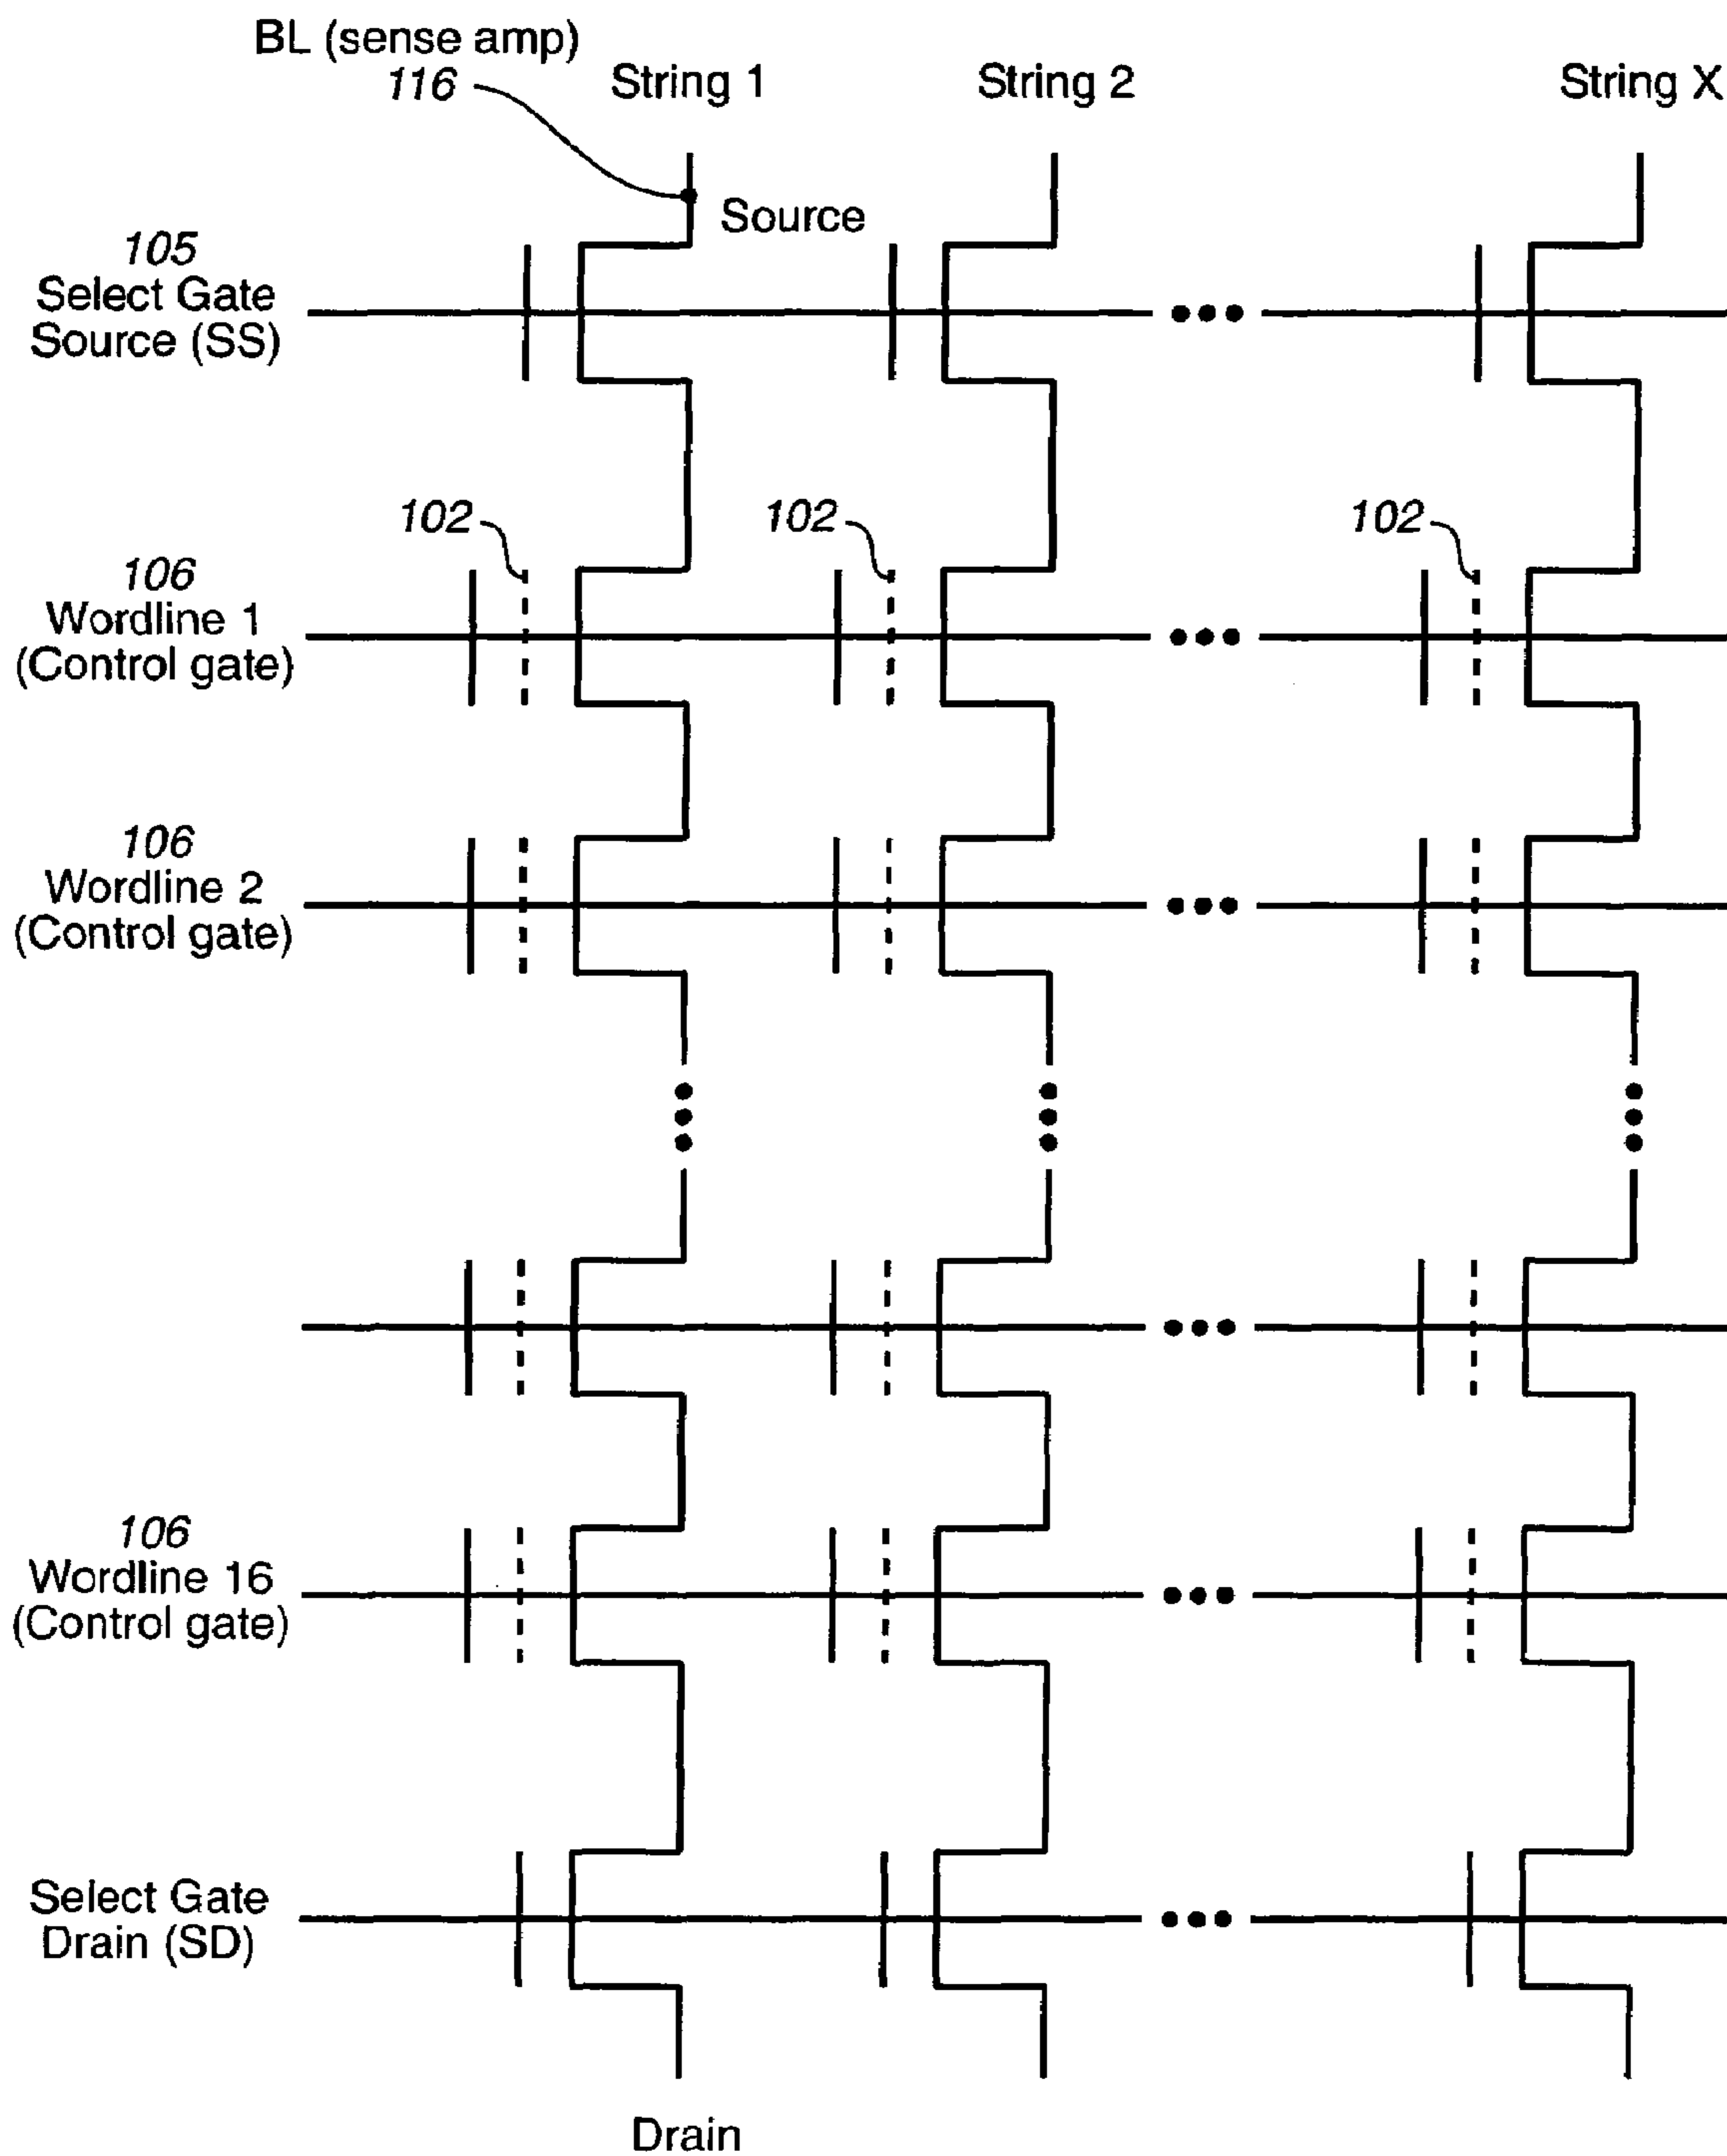 BL (sense amp)
116
String 1
String 2
String X
Source
105
Select Gate
Source (SS)
102
102
102
106
Wordline 1
(Control gate)
106
Wordline 2
(Control gate)
106
Wordline 16
(Control gate)
Select Gate
Drain (SD)
Drain